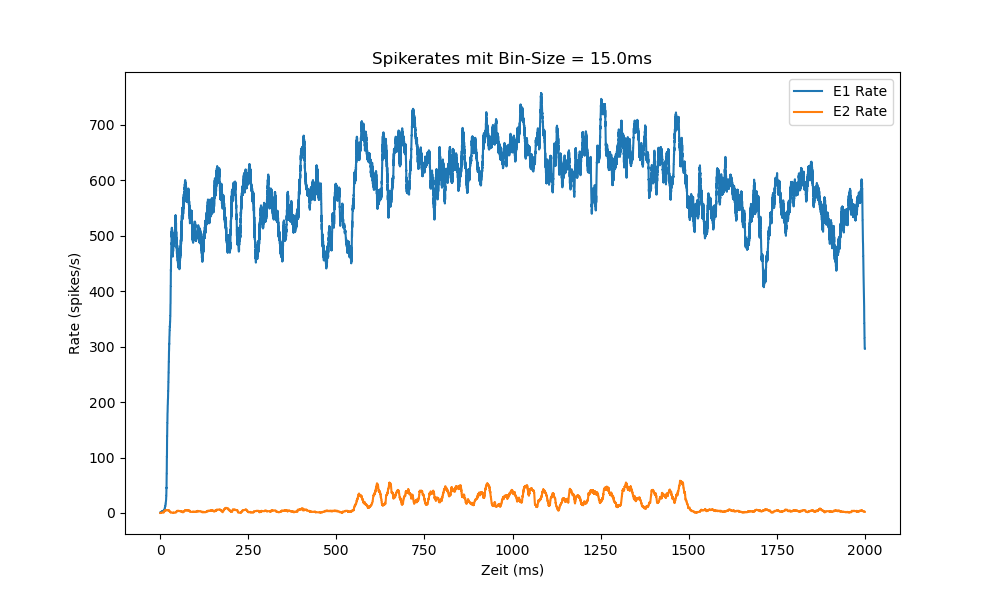 Spikerates mit Bin-Size = 15.0ms
E1 Rate
E2 Rate
Rate (spikes/s)
700
600
500
400
300
200
100
0
0 250 500 750 1000 1250 1500 1750 2000
Zeit (ms)